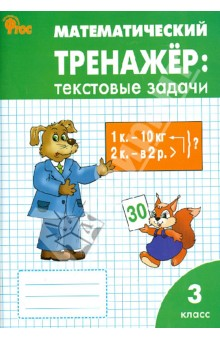 ФГОС
МАТЕМАТИЧЕСКИЙ
ТРЕНАЖЁР:
текстовые задачи
1 к. – 10 кг
2 к. – в 2 р. >
?
30
3
класс